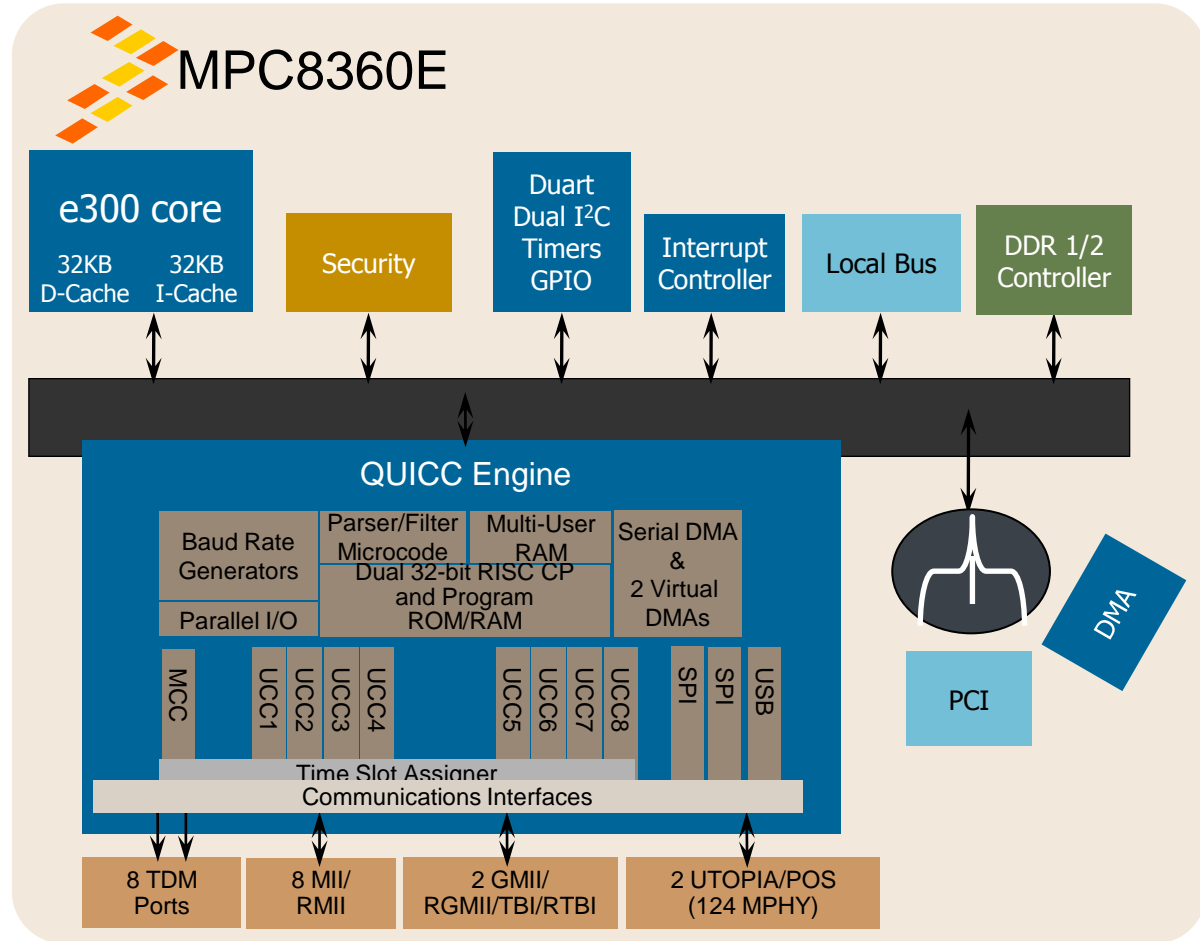 MPC8360E
e300 core
32KB
D-Cache
32KB
I-Cache
Security
Duart
Dual I²C
Timers
GPIO
Interrupt
Controller
Local Bus
DDR 1/2
Controller
QUICC Engine
Baud Rate
Generators
Parser/Filter
Microcode
Multi-User
RAM
Serial DMA
&
2 Virtual
DMAs
Dual 32-bit RISC CP
and Program
ROM/RAM
Parallel I/O
MCC
UCC1
UCC2
UCC3
UCC4
UCC5
UCC6
UCC7
UCC8
SPI
SPI
USB
DMA
PCI
Time Slot Assigner
Communications Interfaces
8 TDM
Ports
8 MII/
RMII
2 GMII/
RGMII/TBI/RTBI
2 UTOPIA/POS
(124 MPHY)